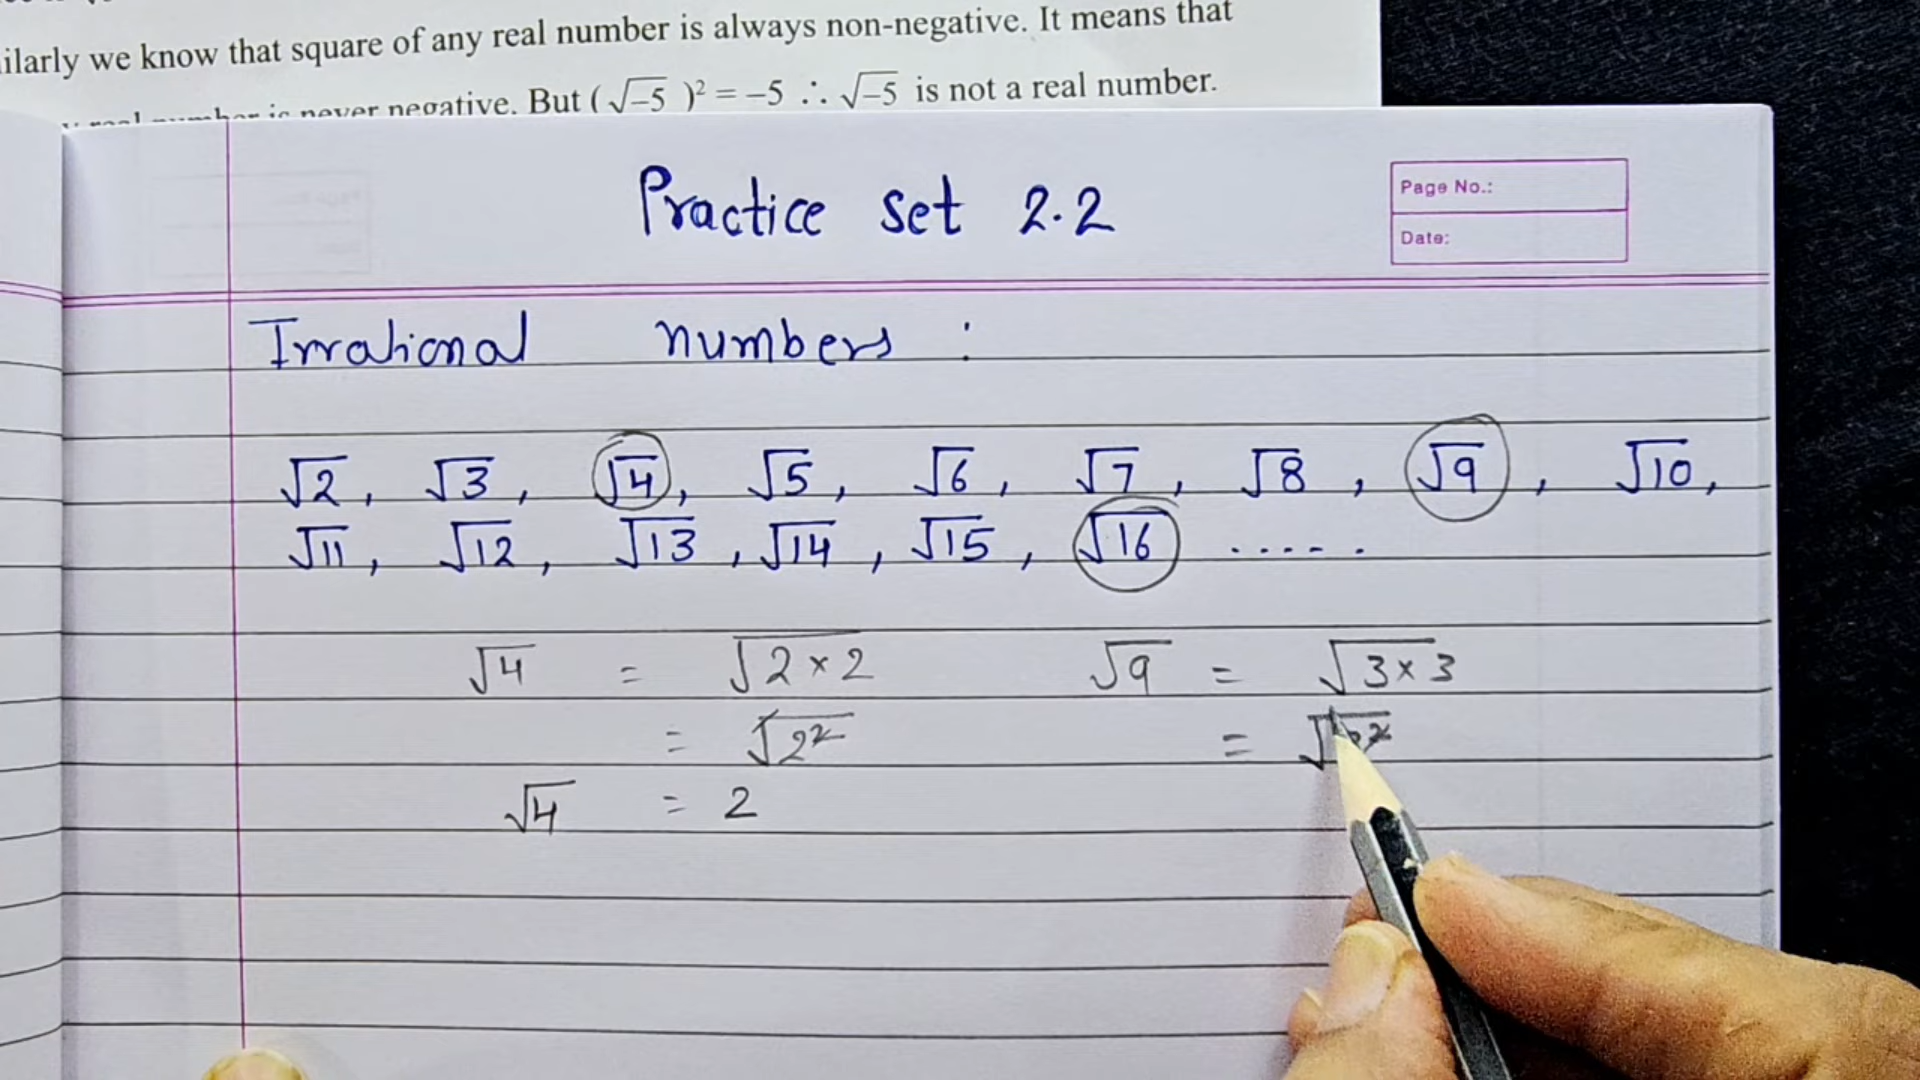 ilarly we know that square of any real number is always non-negative. It means that
real number is never negative. But (√-5 )² = -5 ∴ √-5 is not a real number.
Practice set 2.2
Page No.:
Date:
Irrational numbers :
√2, √3, √4, √5, √6, √7, √8, √9, √10,
√11, √12, √13, √14, √15, √16 .....
√4 = √2×2 √9 = √3×3
= √2² = √
√4 = 2